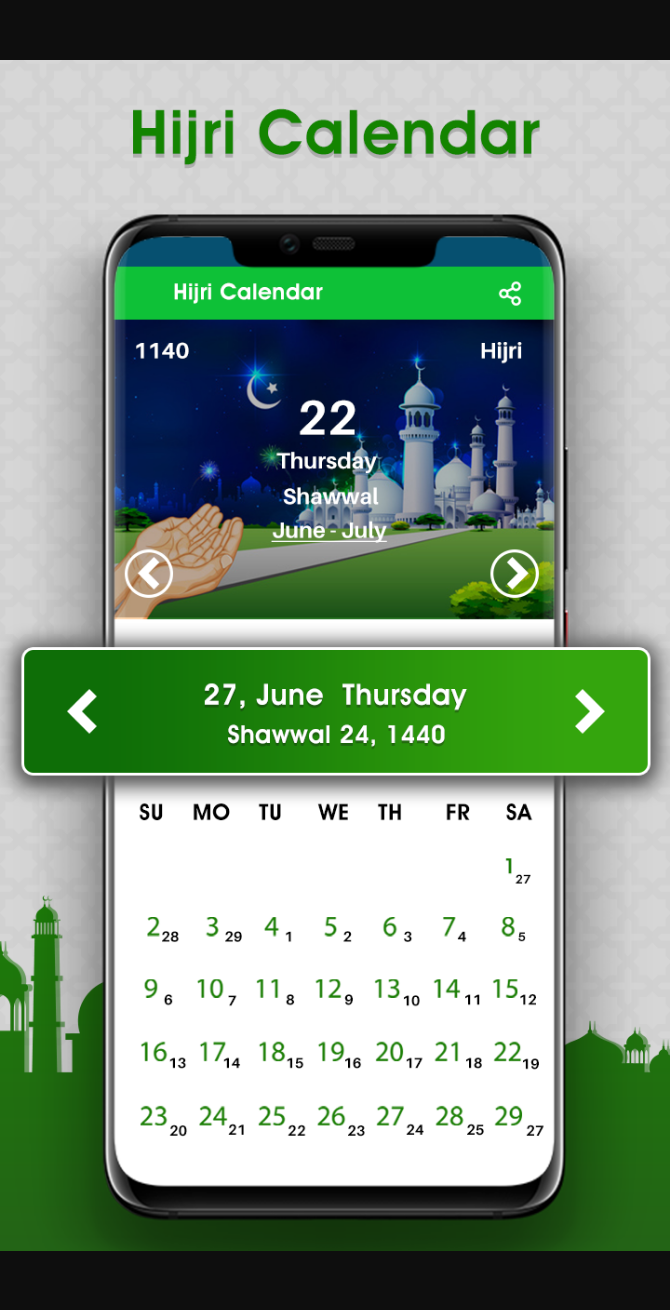 Hijri Calendar
Hijri Calendar
1140 Hijri
22
Thursday
Shawwal
June - July
27, June Thursday
Shawwal 24, 1440
SU MO TU WE TH FR SA
1 27
2 28 3 29 4 1 5 2 6 3 7 4 8 5
9 6 10 7 11 8 12 9 13 10 14 11 15 12
16 13 17 14 18 15 19 16 20 17 21 18 22 19
23 20 24 21 25 22 26 23 27 24 28 25 29 27